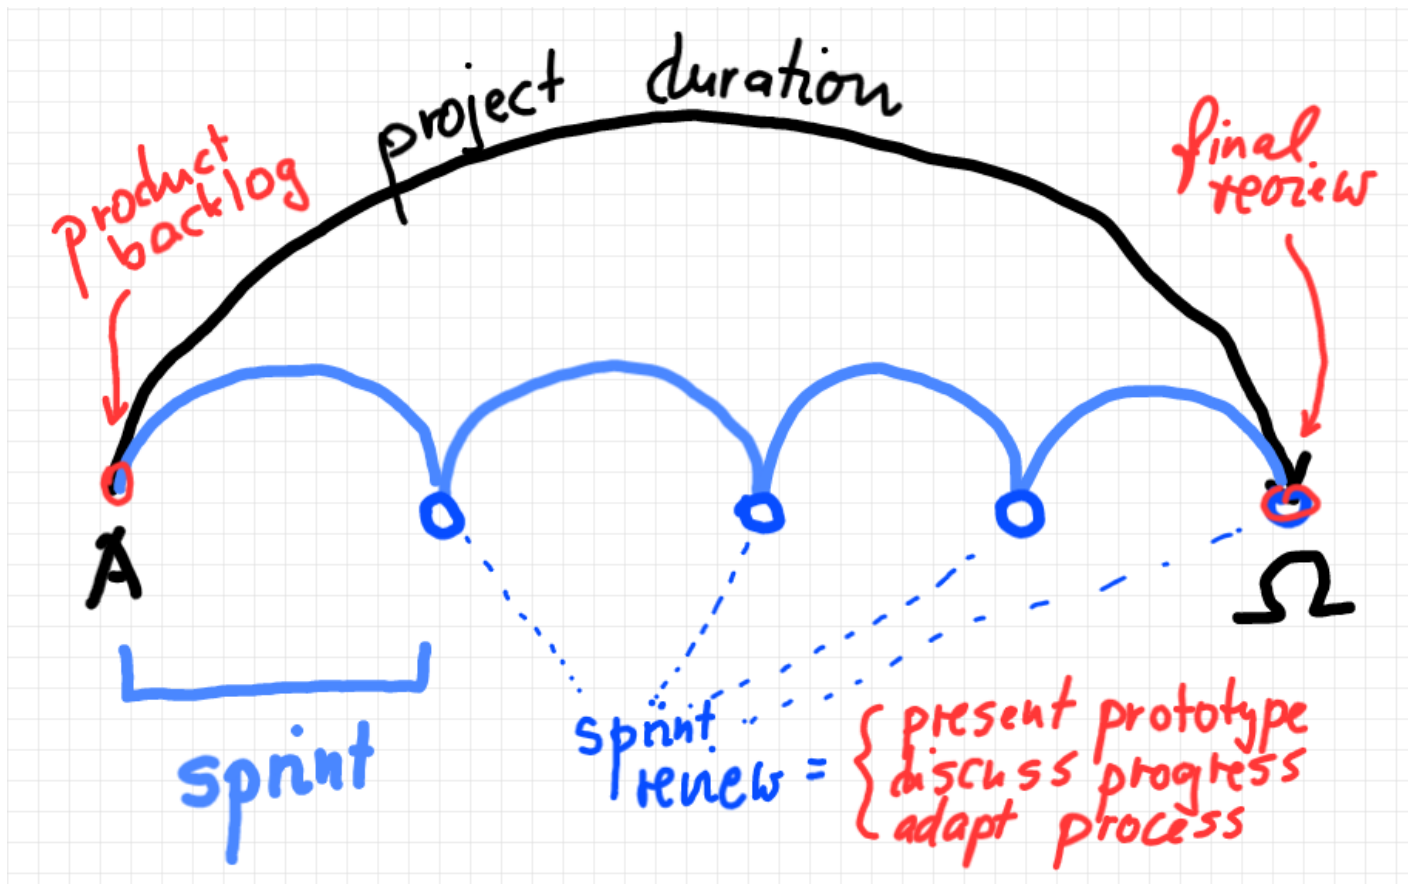 project duration
product
backlog
final
review
A
Ω
sprint
sprint
review =
{ present prototype
discuss progress
adapt process